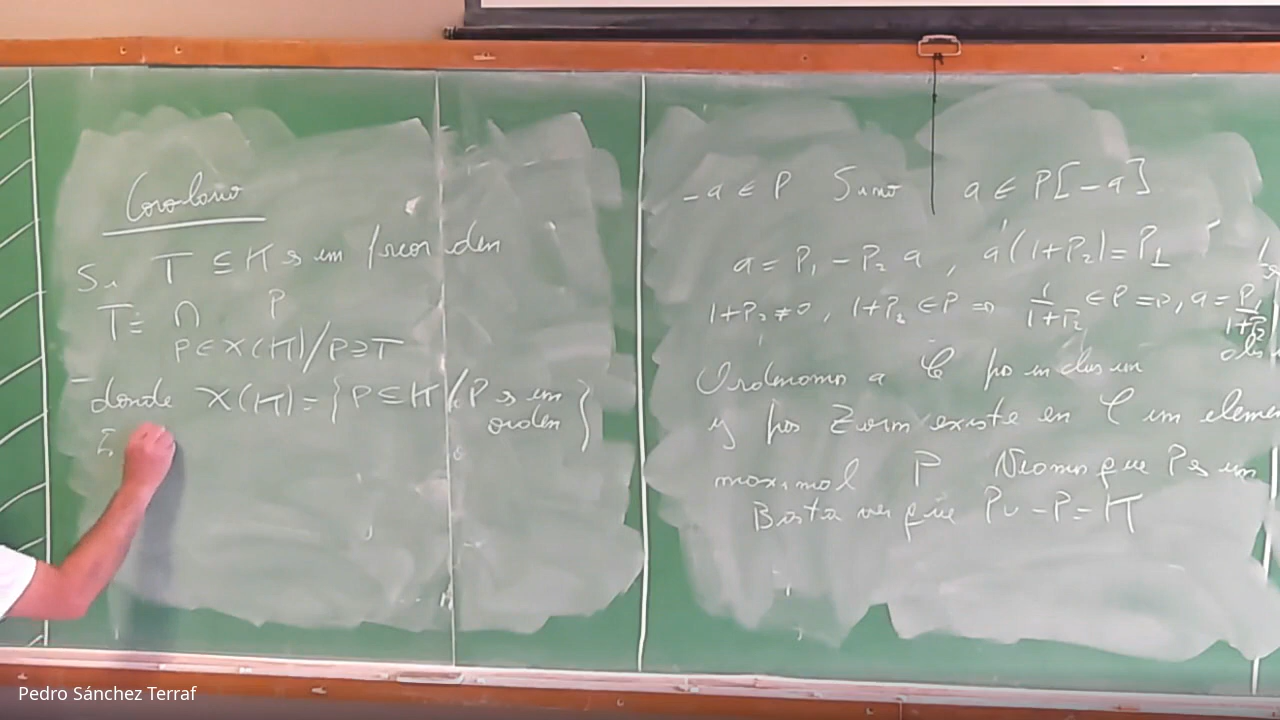 Corolario
Si T ⊆ K es un preorden
T = ∩ P
P ∈ X(K) / P ⊇ T
donde X(K) = { P ⊆ K / P es un
orden }
-a ∈ P Sino a ∈ P[-a]
a = P₁ - P₂ a , a(1+P₂) = P₁
1+P₂ ≠ 0 , 1+P₂ ∈ P ⇒ 1/(1+P₂) ∈ P ⇒, a = P₁/(1+P₂)
Ordenamos a C por inclusion
y por Zorn existe en C un eleme
maximal P Veamos que P es un
Basta ver que P ∪ -P = K
Pedro Sánchez Terraf